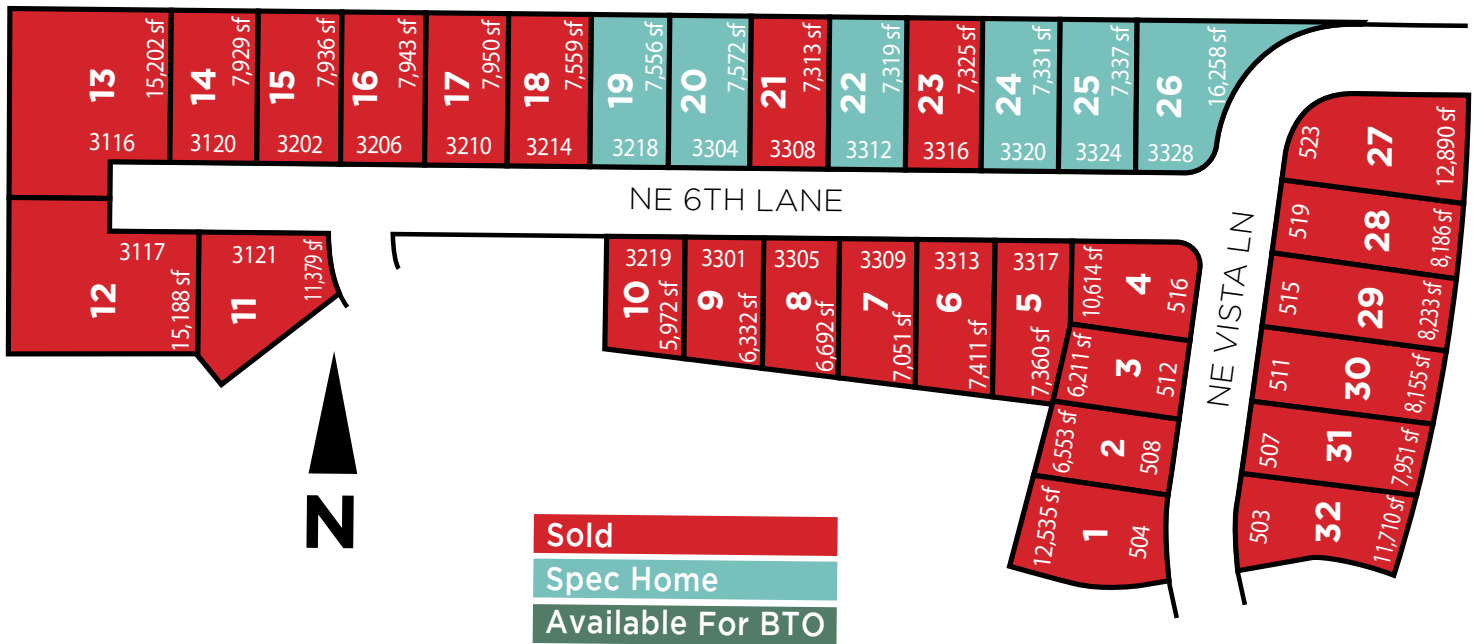 13
15,202 sf
3116
14
7,929 sf
3120
15
7,936 sf
3202
16
7,943 sf
3206
17
7,950 sf
3210
18
7,559 sf
3214
19
7,556 sf
3218
20
7,572 sf
3304
21
7,313 sf
3308
22
7,319 sf
3312
23
7,325 sf
3316
24
7,331 sf
3320
25
7,337 sf
3324
26
16,258 sf
3328
NE 6TH LANE
3117
12
15,188 sf
3121
11
11,379 sf
3219
10
5,972 sf
3301
9
6,332 sf
3305
8
6,692 sf
3309
7
7,051 sf
3313
6
7,411 sf
3317
5
7,360 sf
10,614 sf
4
516
6,211 sf
3
512
6,553 sf
2
508
12,535 sf
1
504
NE VISTA LN
523
27
12,890 sf
519
28
8,186 sf
515
29
8,233 sf
511
30
8,155 sf
507
31
7,951 sf
503
32
11,710 sf
N
Sold
Spec Home
Available For BTO